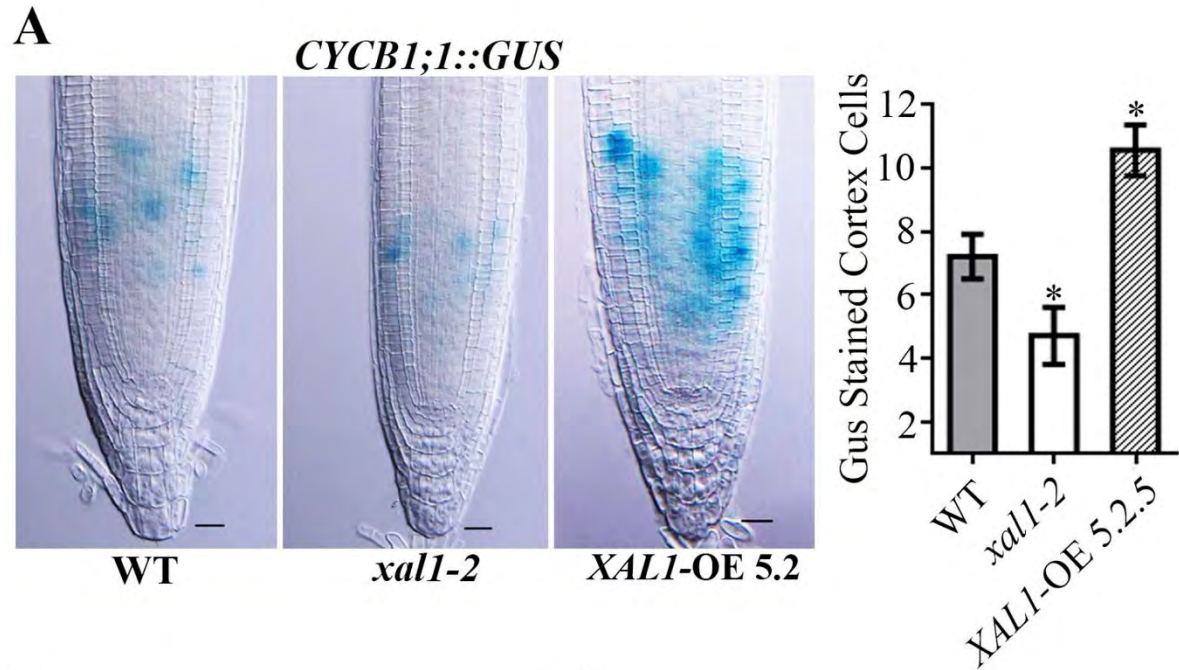 A
CYCB1;1::GUS
WT
xal1-2
XAL1-OE 5.2
Gus Stained Cortex Cells
12
10
8
6
4
2
*
*
WT
xal1-2
XAL1-OE 5.2.5